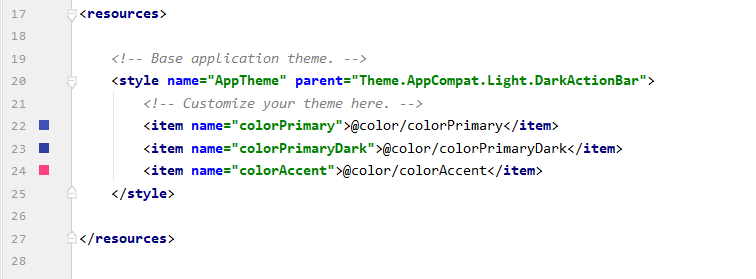 17 <resources>
18
19 <!-- Base application theme. -->
20 <style name="AppTheme" parent="Theme.AppCompat.Light.DarkActionBar">
21 <!-- Customize your theme here. -->
22 <item name="colorPrimary">@color/colorPrimary</item>
23 <item name="colorPrimaryDark">@color/colorPrimaryDark</item>
24 <item name="colorAccent">@color/colorAccent</item>
25 </style>
26
27 </resources>
28